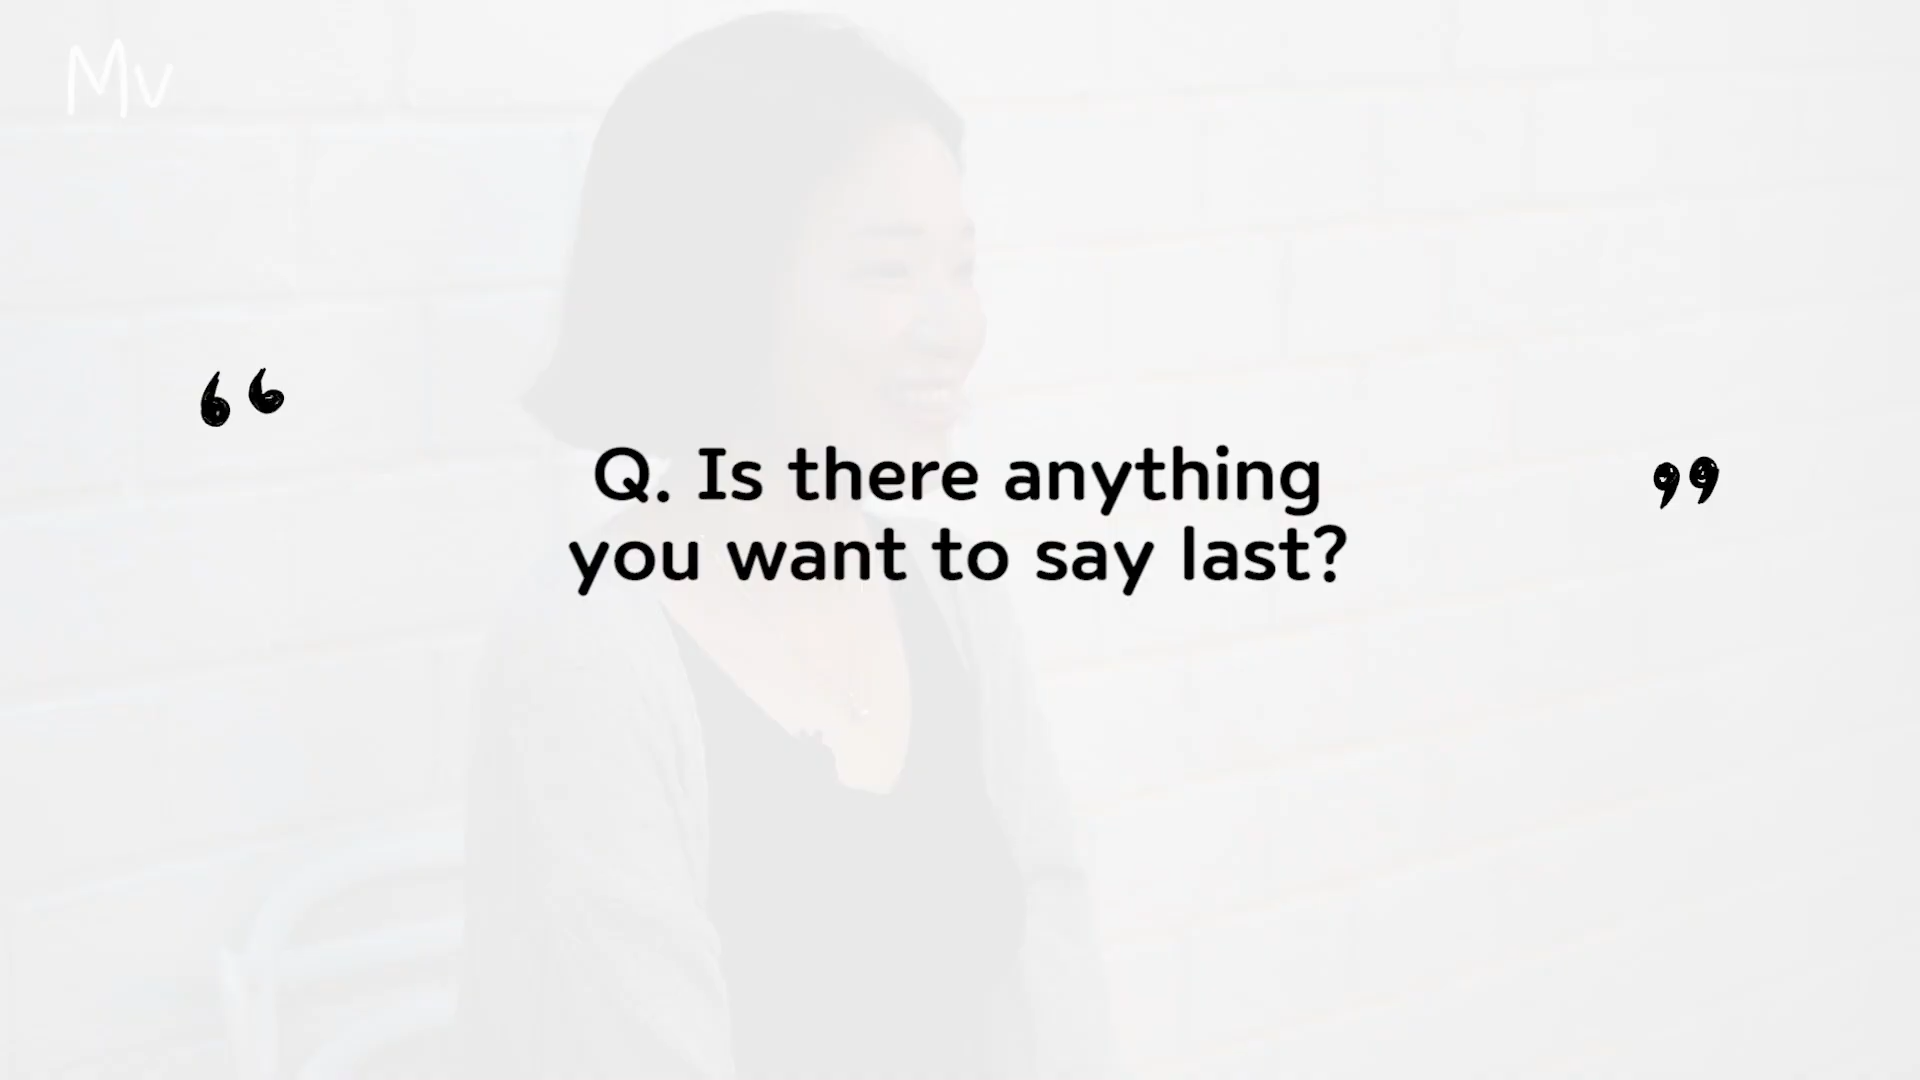 Mv
“
Q. Is there anything
you want to say last?
”